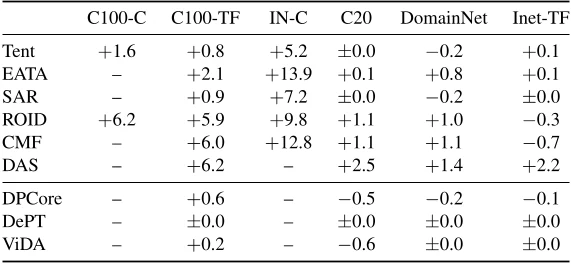 C100-C C100-TF IN-C C20 DomainNet Inet-TF
Tent +1.6 +0.8 +5.2 ±0.0 −0.2 +0.1
EATA – +2.1 +13.9 +0.1 +0.8 +0.1
SAR – +0.9 +7.2 ±0.0 −0.2 ±0.0
ROID +6.2 +5.9 +9.8 +1.1 +1.0 −0.3
CMF – +6.0 +12.8 +1.1 +1.1 −0.7
DAS – +6.2 – +2.5 +1.4 +2.2
DPCore – +0.6 – −0.5 −0.2 −0.1
DePT – ±0.0 – ±0.0 ±0.0 ±0.0
ViDA – +0.2 – −0.6 ±0.0 ±0.0